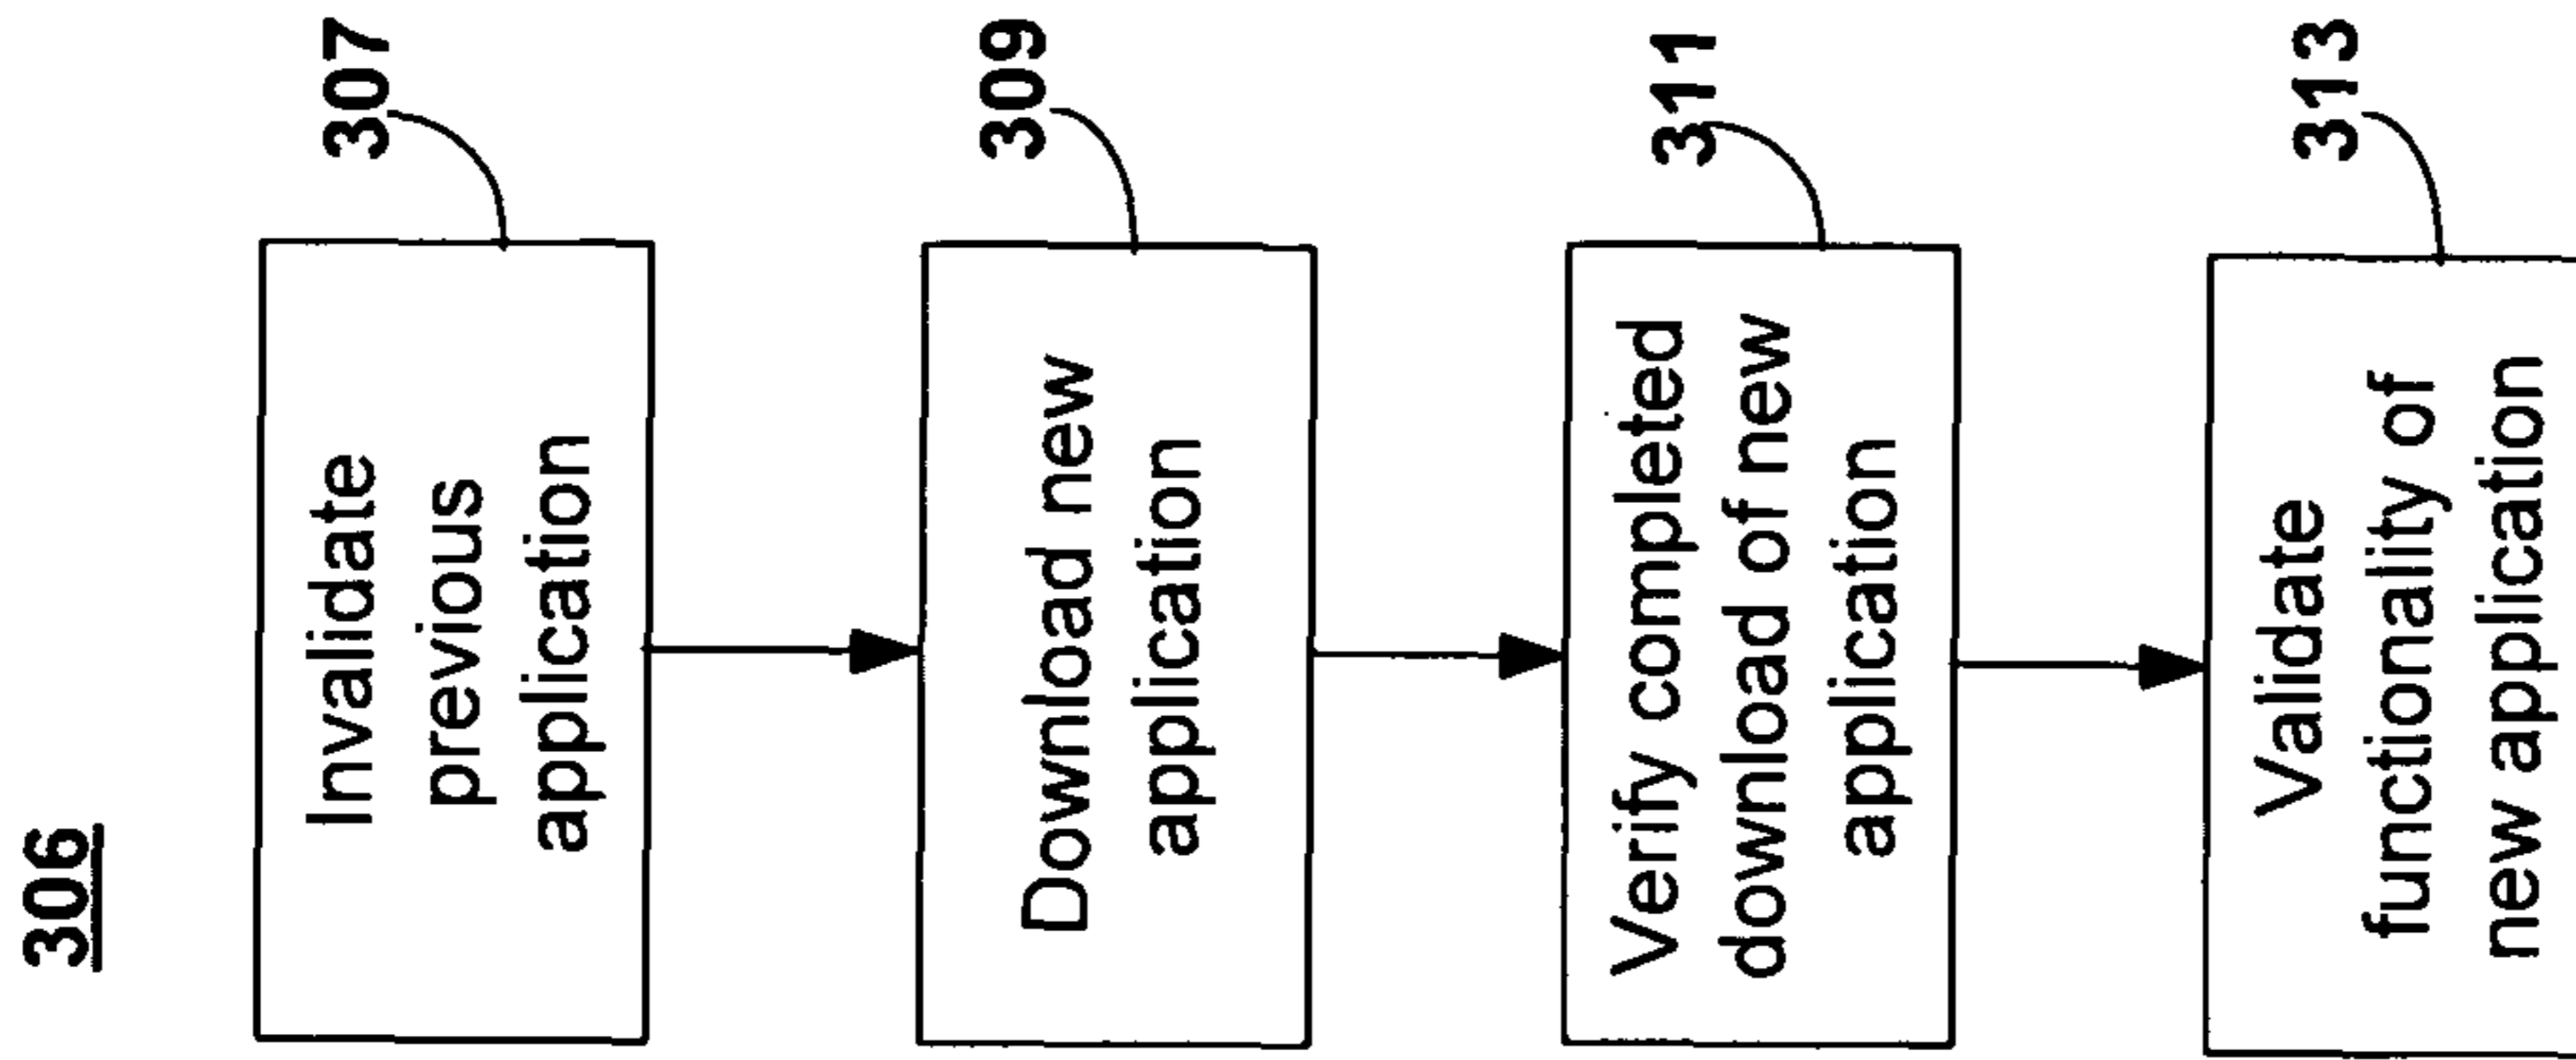 306
307
Invalidate
previous
application
309
Download new
application
311
Verify completed
download of new
application
313
Validate
functionality of
new application